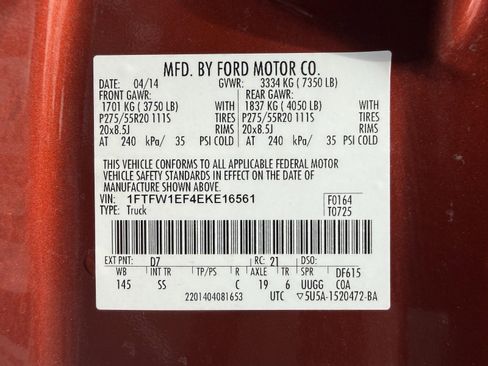 MFD. BY FORD MOTOR CO.
DATE: 04/14 GVWR: 3334 KG ( 7350 LB)
FRONT GAWR: REAR GAWR:
1701 KG ( 3750 LB) WITH 1837 KG ( 4050 LB) WITH
P275/55R20 111S TIRES P275/55R20 111S TIRES
20x8.5J RIMS 20x8.5J RIMS
AT 240 kPa/ 35 PSI COLD AT 240 kPa/ 35 PSI COLD
THIS VEHICLE CONFORMS TO ALL APPLICABLE FEDERAL MOTOR
VEHICLE SAFETY STANDARDS IN EFFECT ON THE DATE OF
MANUFACTURE SHOWN ABOVE.
VIN: 1FTFW1EF4EKE16561 F0164
TYPE: Truck T0725
EXT PNT: D7 RC: 21 DSO:
WB INT TR TP/PS R AXLE TR SPR DF615
145 SS C 19 6 UUGG COA
2201404081653 UTC ▽5U5A-1520472-BA